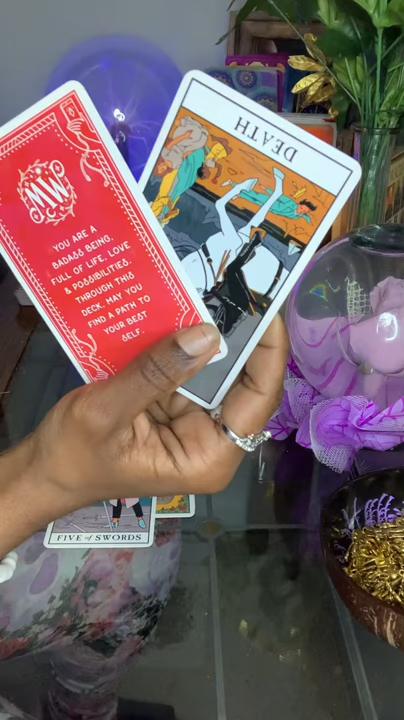 MW
YOU ARE A
BADASS BEING,
FULL OF LIFE, LOVE
& POSSIBILITIES.
THROUGH THIS
DECK, MAY YOU
FIND A PATH TO
YOUR BEST
SELF.
DEATH
FIVE of SWORDS